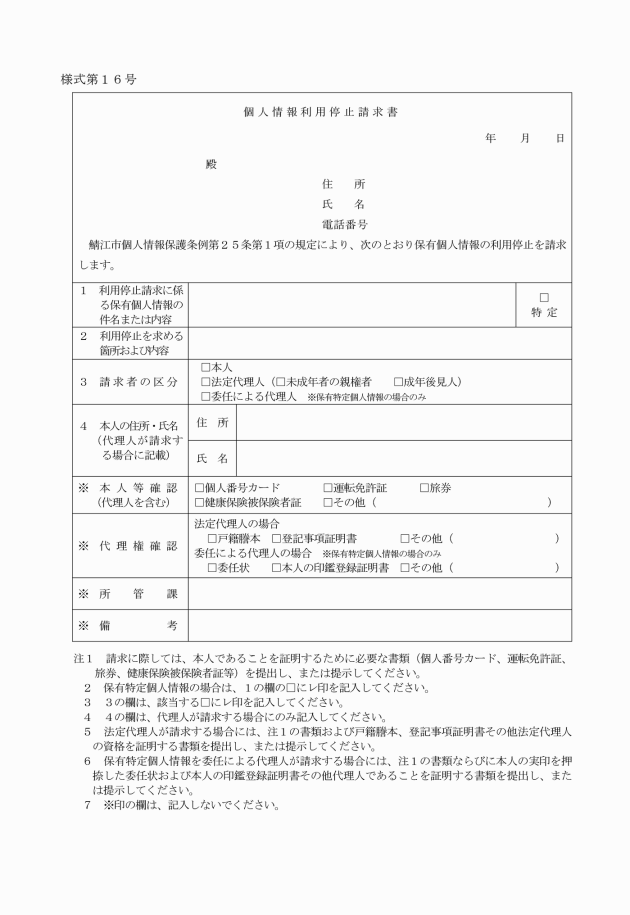 様式第１６号
個人情報利用停止請求書
年　　月　　日
殿
住　　所
氏　　名
電話番号
鯖江市個人情報保護条例第２５条第１項の規定により、次のとおり保有個人情報の利用停止を請求
します。
１　利用停止請求に係
る保有個人情報の
件名または内容
□
特 定
２　利用停止を求める
箇所および内容
３　請求者の区分
□本人
□法定代理人（□未成年者の親権者　　□成年後見人）
□委任による代理人　※保有特定個人情報の場合のみ
４　本人の住所・氏名
（代理人が請求す
る場合に記載）
住　所
氏　名
※　本 人 等 確 認
（代理人を含む）
□個人番号カード　　　　□運転免許証　　　□旅券
□健康保険被保険者証　　□その他（　　　　　　　　　　　　　　　　）
※　代 理 権 確 認
法定代理人の場合
□戸籍謄本　□登記事項証明書　　　　□その他（　　　　　　　　　）
委任による代理人の場合　※保有特定個人情報の場合のみ
□委任状　　□本人の印鑑登録証明書　□その他（　　　　　　　　　）
※　所　　管　　課
※　備　　　　　考
注１　請求に際しては、本人であることを証明するために必要な書類（個人番号カード、運転免許証、
旅券、健康保険被保険者証等）を提出し、または提示してください。
２　保有特定個人情報の場合は、１の欄の□にレ印を記入してください。
３　３の欄は、該当する□にレ印を記入してください。
４　４の欄は、代理人が請求する場合にのみ記入してください。
５　法定代理人が請求する場合には、注１の書類および戸籍謄本、登記事項証明書その他法定代理人
の資格を証明する書類を提出し、または提示してください。
６　保有特定個人情報を委任による代理人が請求する場合には、注１の書類ならびに本人の実印を押
捺した委任状および本人の印鑑登録証明書その他代理人であることを証明する書類を提出し、また
は提示してください。
７　※印の欄は、記入しないでください。